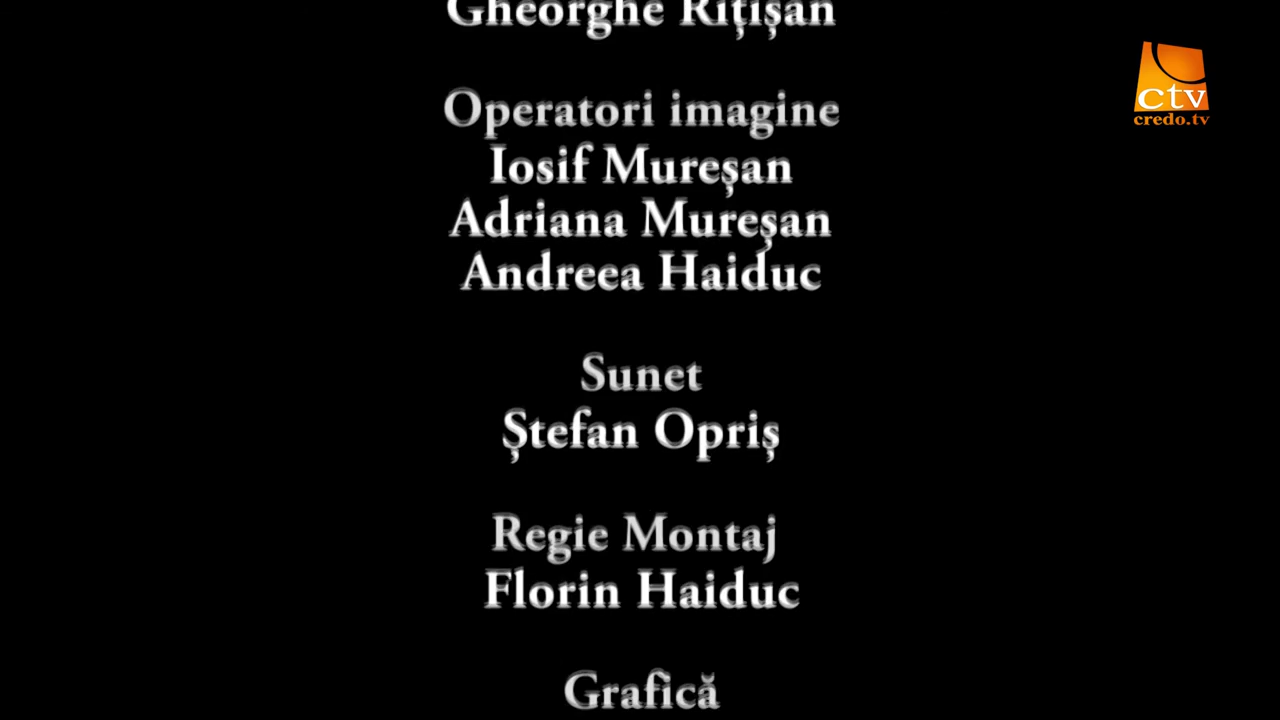 Gheorghe Rițișan
Operatori imagine
Iosif Mureșan
Adriana Mureșan
Andreea Haiduc
Sunet
Ștefan Opriș
Regie Montaj
Florin Haiduc
Grafică
ctv
credo.tv